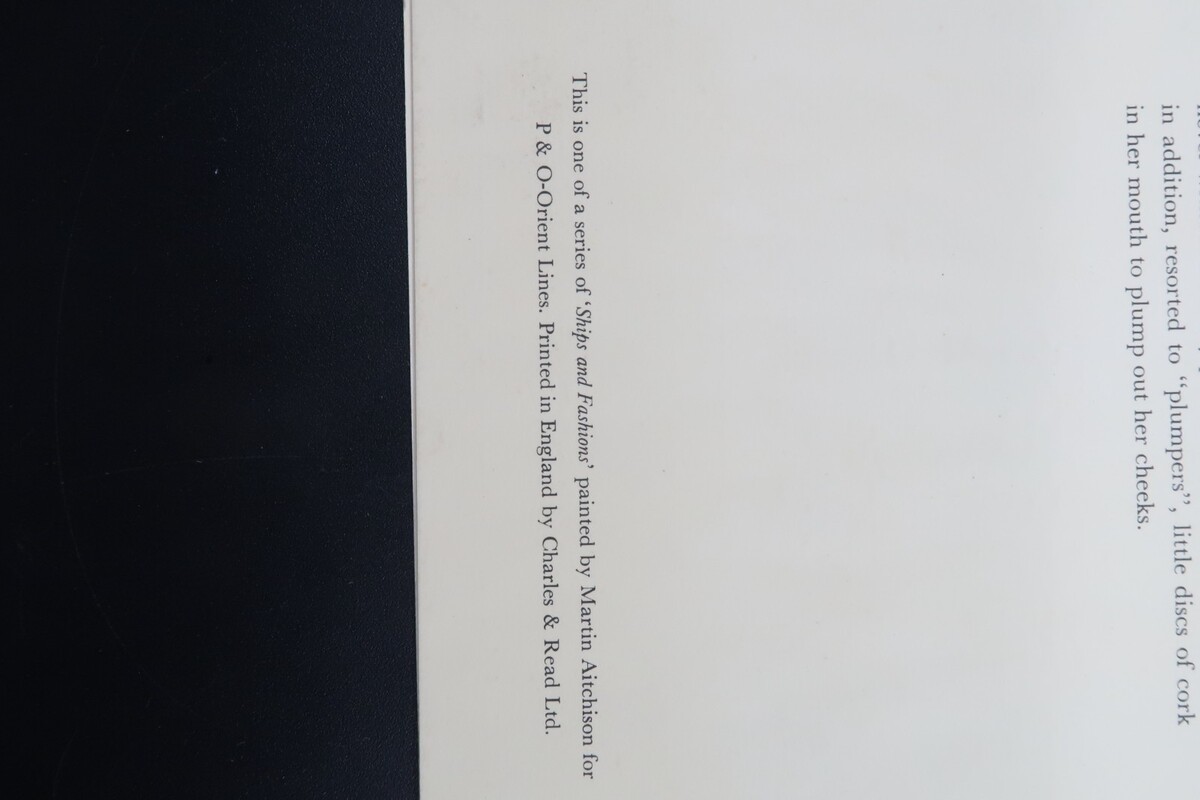 in addition, resorted to “plumpers”, little discs of cork
in her mouth to plump out her cheeks.
This is one of a series of ‘Ships and Fashions’ painted by Martin Aitchison for
P & O-Orient Lines. Printed in England by Charles & Read Ltd.